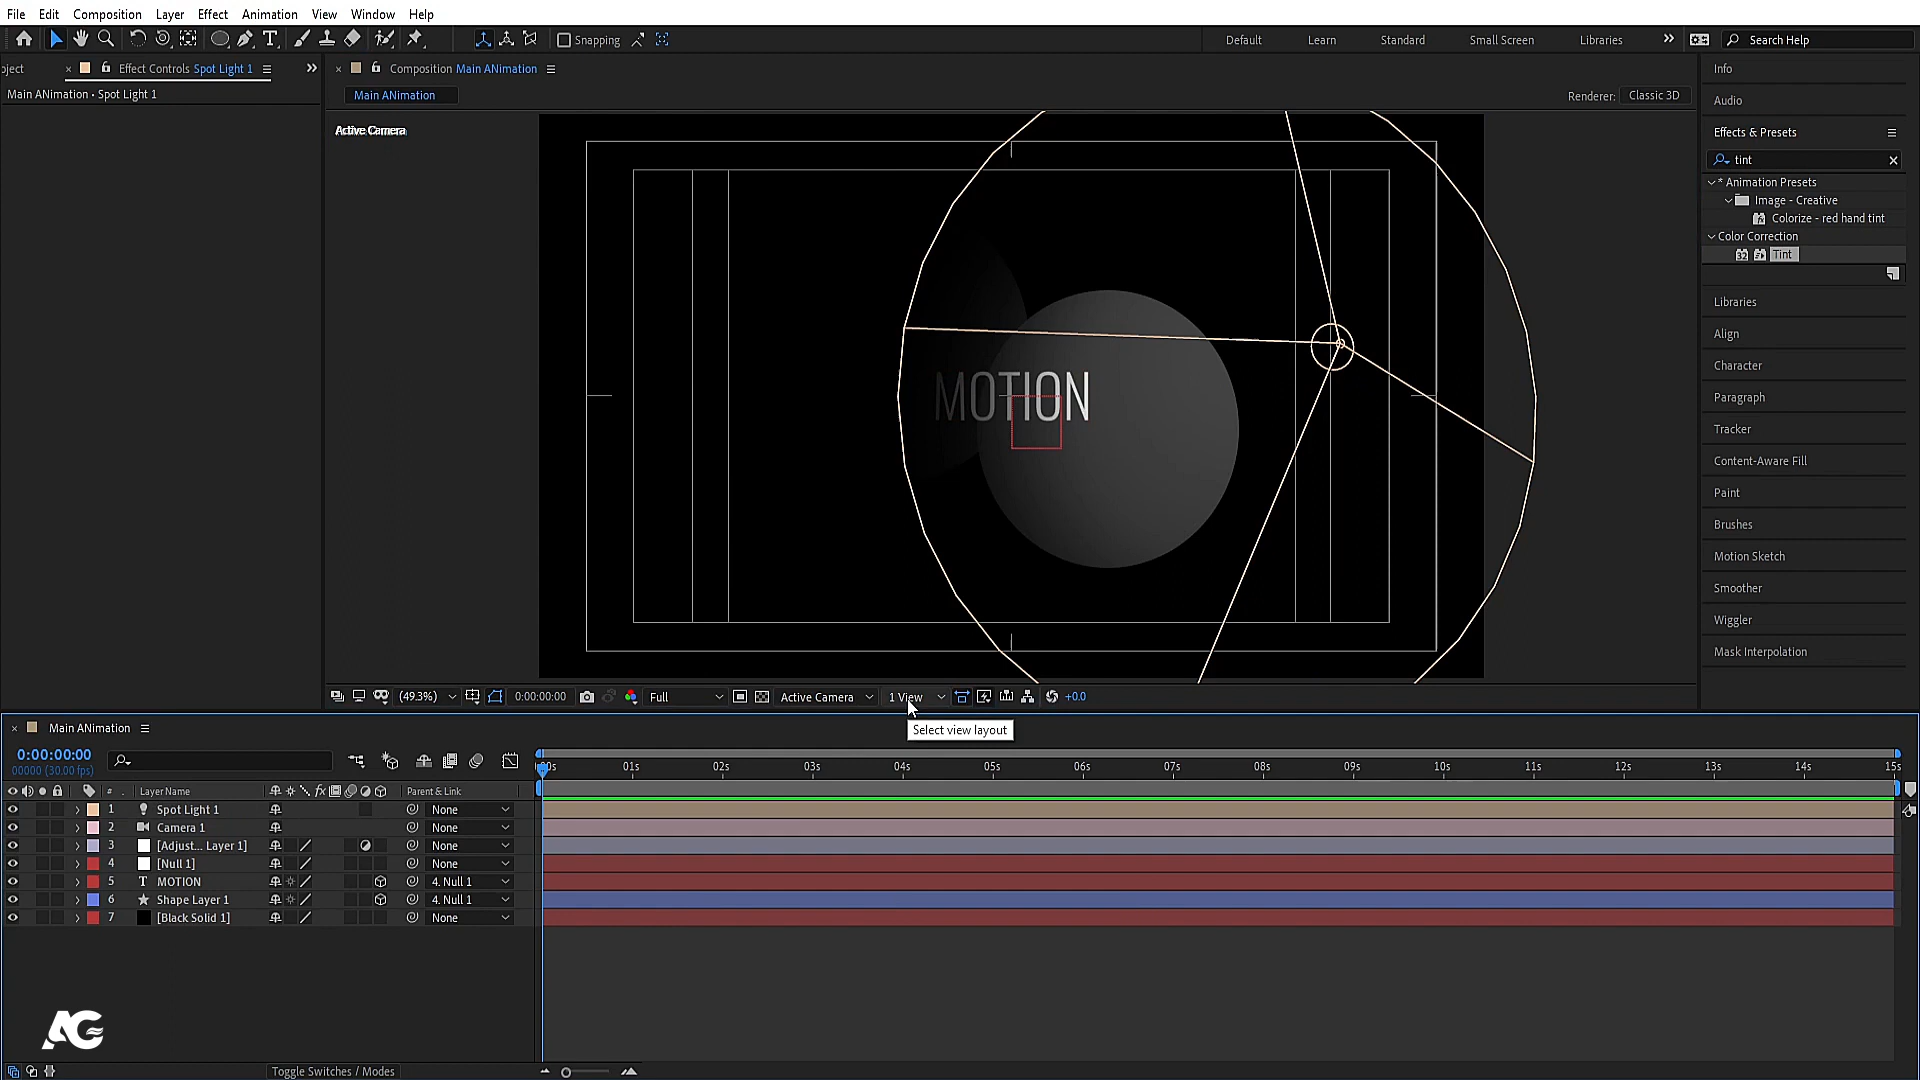 File Edit Composition Layer Effect Animation View Window Help
Snapping
Default Learn Standard Small Screen Libraries
Search Help
oject
Effect Controls Spot Light 1
Composition Main ANimation
Main ANimation • Spot Light 1
Main ANimation
Renderer: Classic 3D
Active Camera
MOTION
Info
Audio
Effects & Presets
tint
* Animation Presets
Image - Creative
Colorize - red hand tint
Color Correction
32 Tint
Libraries
Align
Character
Paragraph
Tracker
Content-Aware Fill
Paint
Brushes
Motion Sketch
Smoother
Wiggler
Mask Interpolation
(49.3%) 0:00:00:00 Full Active Camera 1 View +0.0
Select view layout
Main ANimation
0:00:00:00
00000 (30.00 fps)
00s 01s 02s 03s 04s 05s 06s 07s 08s 09s 10s 11s 12s 13s 14s 15s
# . Layer Name fx Parent & Link
1 Spot Light 1 None
2 Camera 1 None
3 [Adjust... Layer 1] None
4 [Null 1] None
5 T MOTION 4. Null 1
6 Shape Layer 1 4. Null 1
7 [Black Solid 1] None
AG
Toggle Switches / Modes